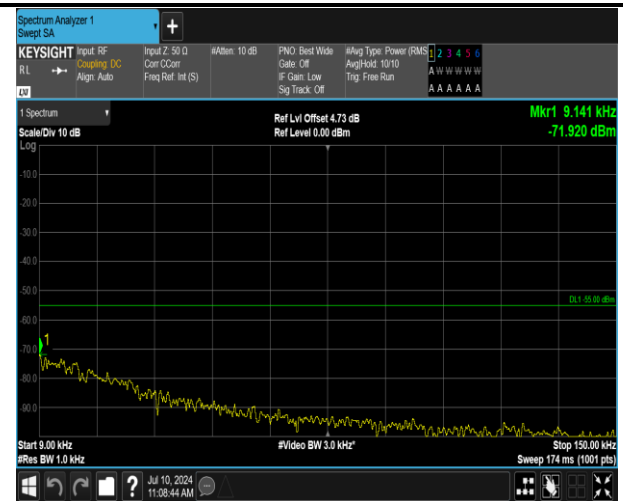 Spectrum Analyzer 1
Swept SA
+
KEYSIGHT Input: RF Input Z: 50 Ω #Atten: 10 dB PNO: Best Wide #Avg Type: Power (RMS 1 2 3 4 5 6
RL Coupling: DC Corr CCorr Gate: Off Avg|Hold: 10/10 A W W W W W
Align: Auto Freq Ref: Int (S) IF Gain: Low Trig: Free Run
LXI Sig Track: Off A A A A A A
1 Spectrum Ref Lvl Offset 4.73 dB Mkr1 9.141 kHz
Scale/Div 10 dB Ref Level 0.00 dBm -71.920 dBm
Log
-10.0
-20.0
-30.0
-40.0
-50.0
DL1 -55.00 dBm
-60.0
1
-70.0
-80.0
-90.0
Start 9.00 kHz #Video BW 3.0 kHz* Stop 150.00 kHz
#Res BW 1.0 kHz Sweep 174 ms (1001 pts)
? Jul 10, 2024
11:08:44 AM